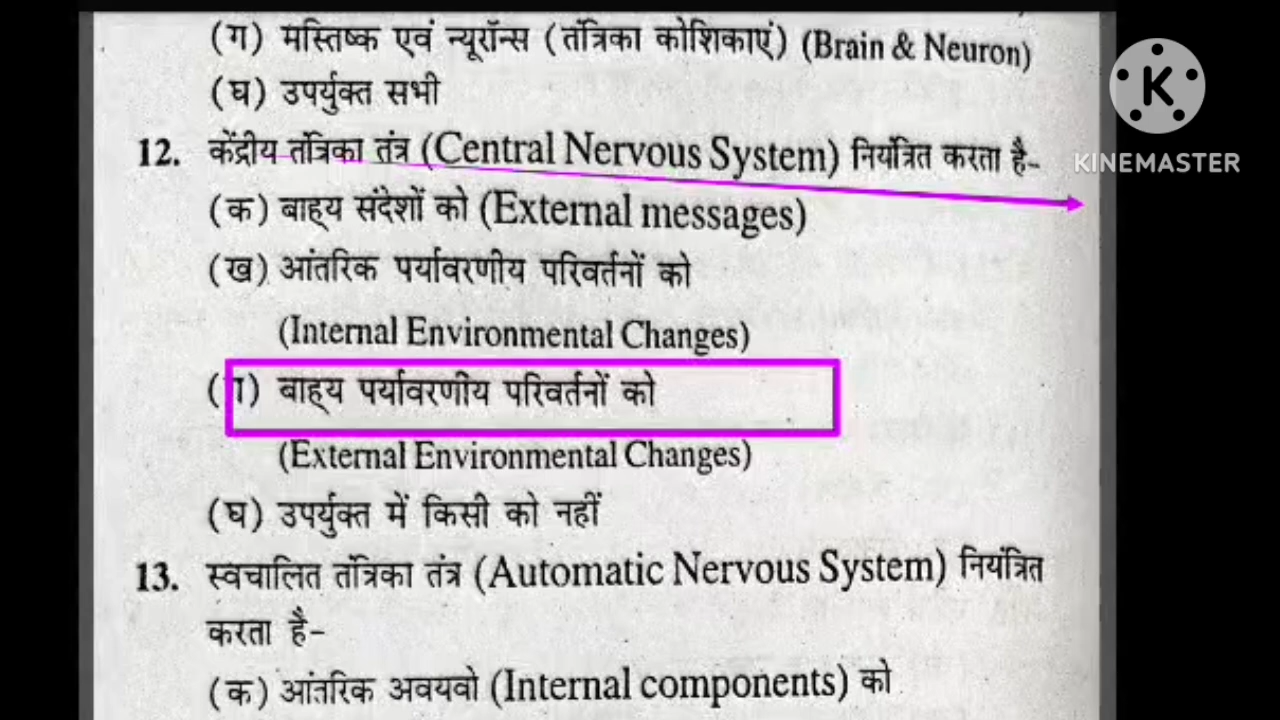 (ग) मस्तिष्क एवं न्यूरॉन्स (तंत्रिका कोशिकाएं) (Brain & Neuron)
(घ) उपर्युक्त सभी
12. केंद्रीय तंत्रिका तंत्र (Central Nervous System) नियंत्रित करता है-
(क) बाह्य संदेशों को (External messages)
(ख) आंतरिक पर्यावरणीय परिवर्तनों को
(Internal Environmental Changes)
(ग) बाह्य पर्यावरणीय परिवर्तनों को
(External Environmental Changes)
(घ) उपर्युक्त में किसी को नहीं
13. स्वचालित तंत्रिका तंत्र (Automatic Nervous System) नियंत्रित
करता है-
(क) आंतरिक अवयवो (Internal components) को
K
KINEMASTER